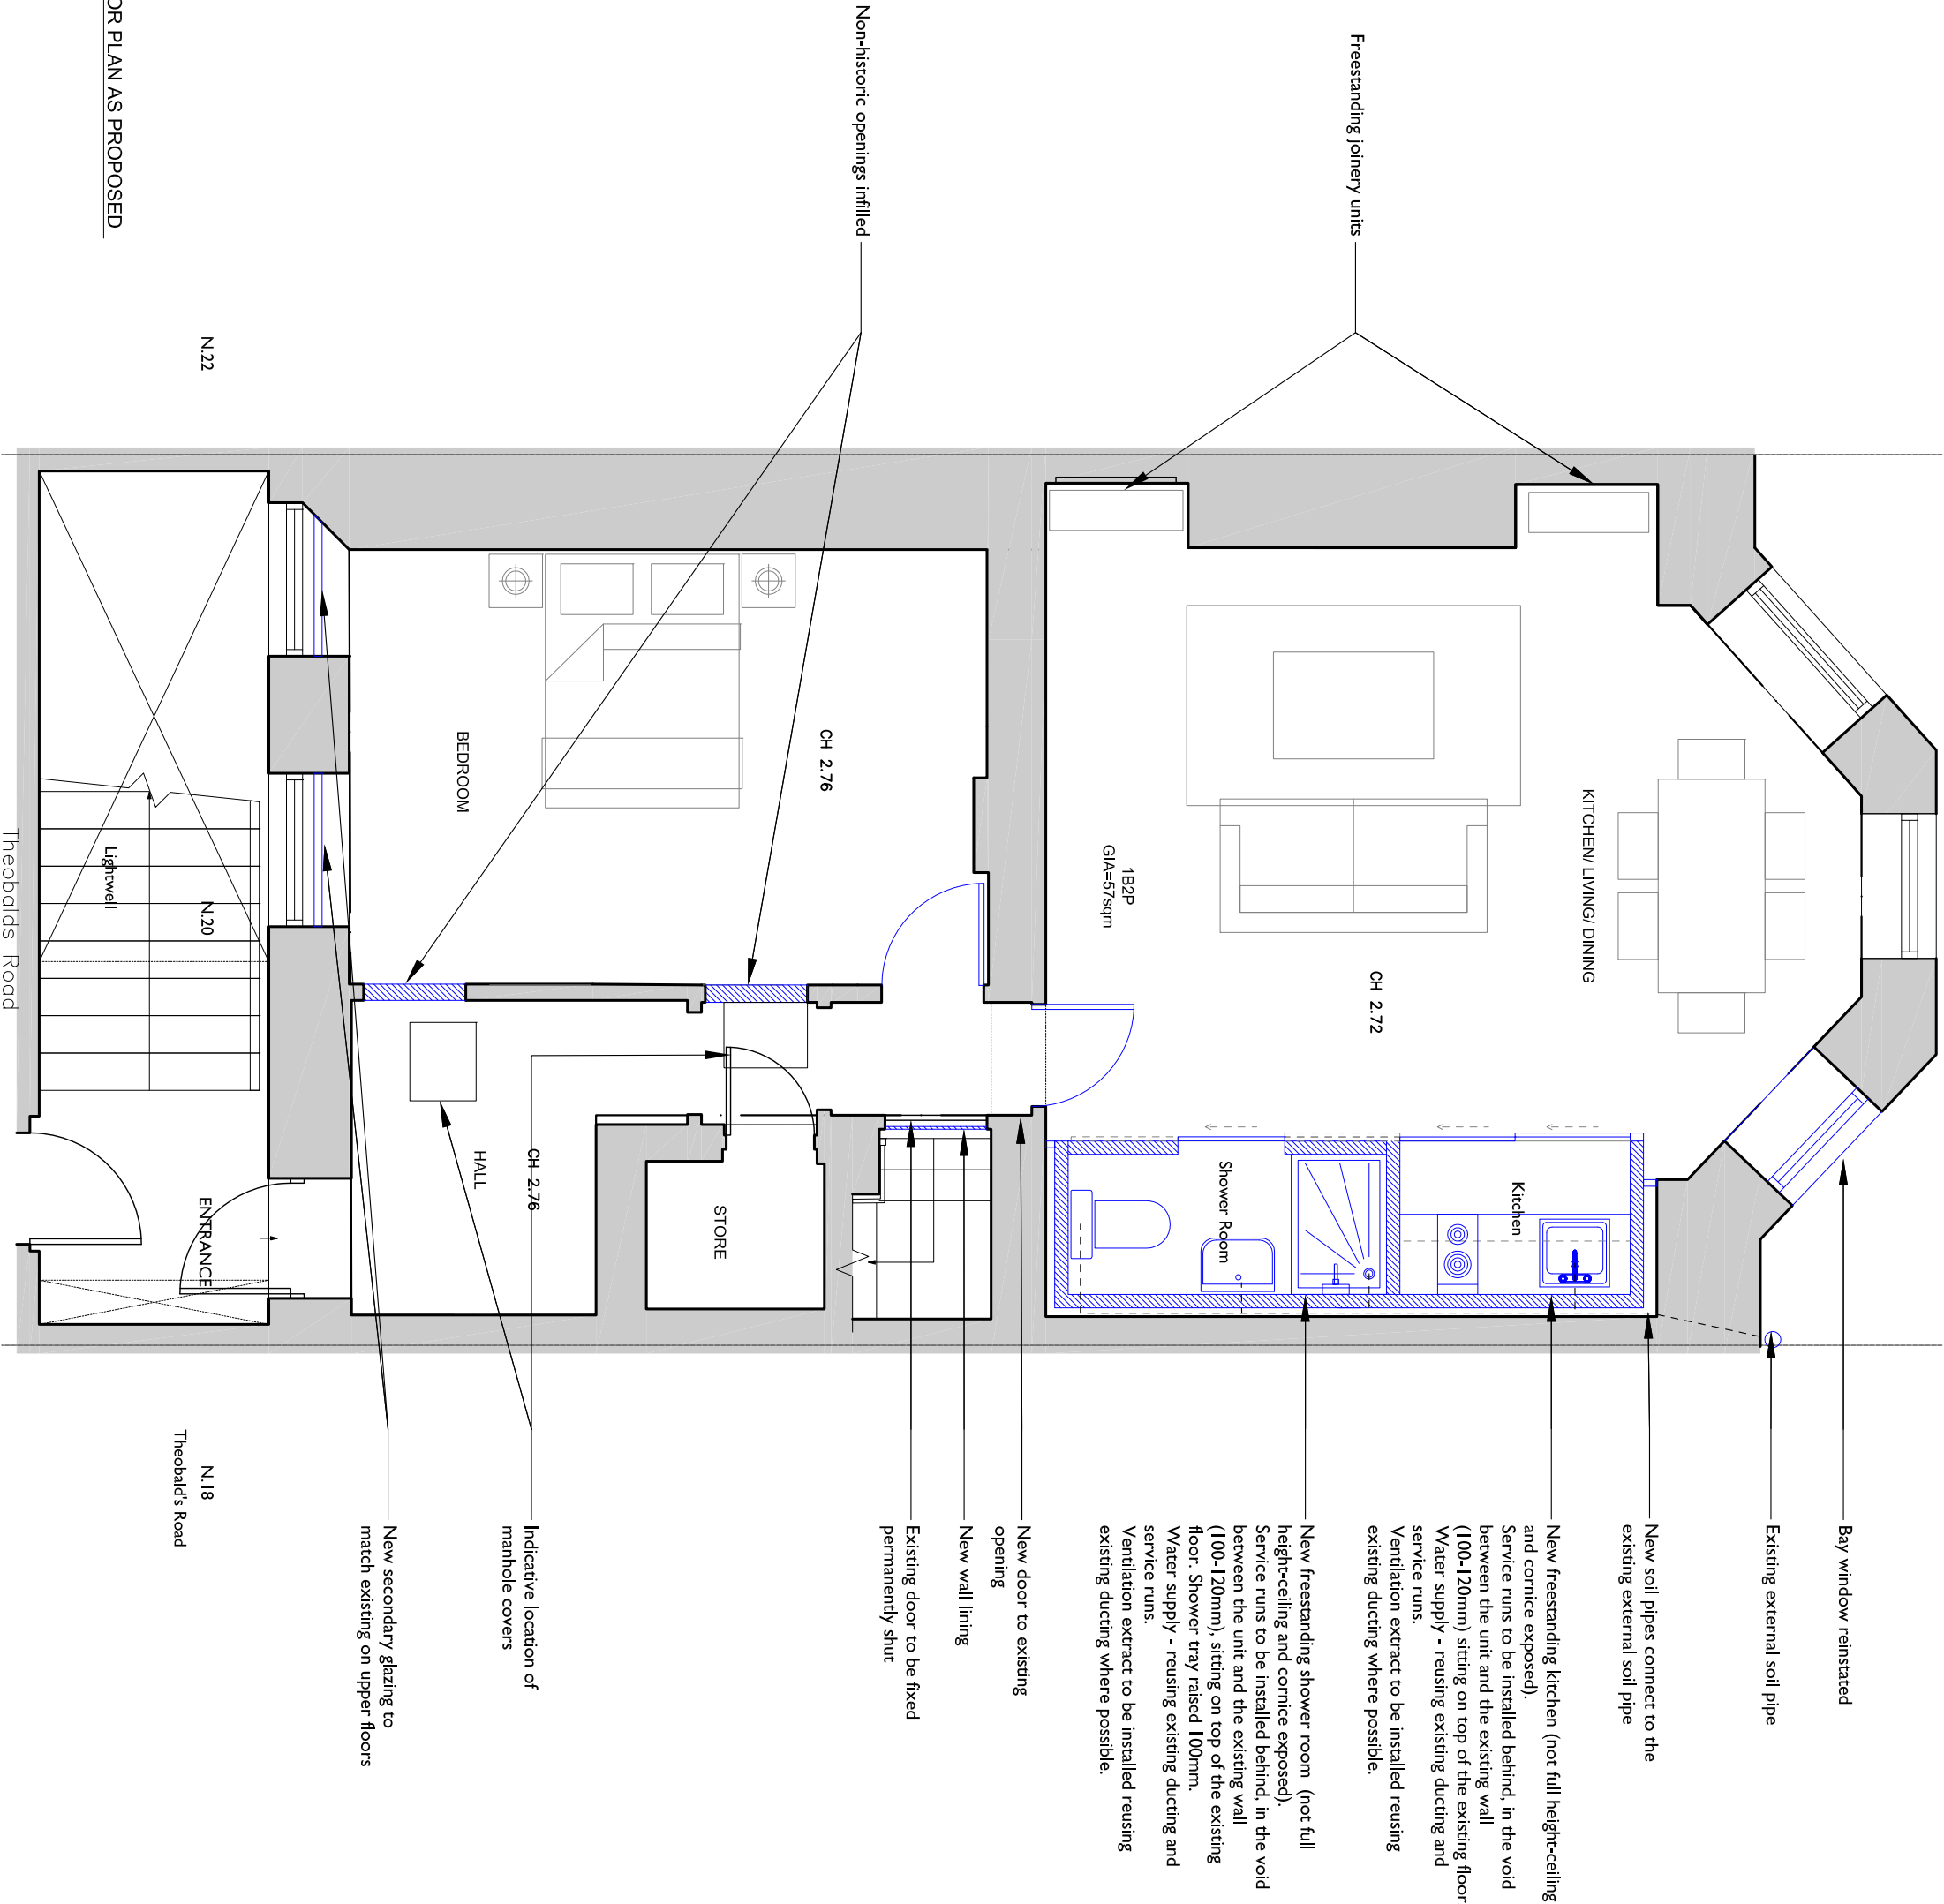 Bay window reinstated
Existing external soil pipe
New soil pipes connect to the
existing external soil pipe
New freestanding kitchen (not full height-ceiling
and cornice exposed).
Service runs to be installed behind, in the void
between the unit and the existing wall
(100-120mm) sitting on top of the existing floor
Water supply - reusing existing ducting and
service runs.
Ventilation extract to be installed reusing
existing ducting where possible.
New freestanding shower room (not full
height-ceiling and cornice exposed).
Service runs to be installed behind, in the void
between the unit and the existing wall
(100-120mm), sitting on top of the existing
floor. Shower tray raised 100mm.
Water supply - reusing existing ducting and
service runs.
Ventilation extract to be installed reusing
existing ducting where possible.
New door to existing
opening
New wall lining
Existing door to be fixed
permanently shut
Indicative location of
manhole covers
New secondary glazing to
match existing on upper floors
Freestanding joinery units
Non-historic openings infilled
KITCHEN/ LIVING/ DINING
CH 2.72
1B2P
GIA=57sqm
Kitchen
Shower Room
CH 2.76
BEDROOM
STORE
CH 2.76
HALL
ENTRANCE
Lightwell
N.22
N.20
N.18
Theobald's Road
Theobalds Road
OR PLAN AS PROPOSED